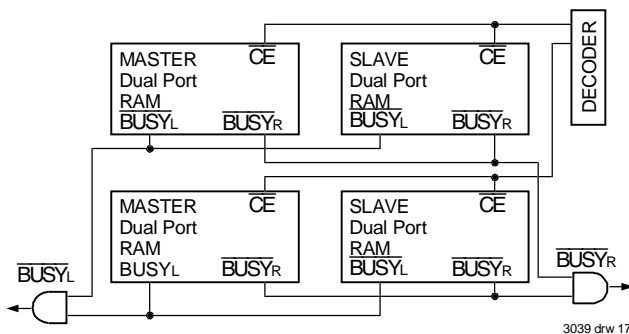 MASTER
Dual Port
RAM
CE
BUSYL
BUSYR
SLAVE
Dual Port
RAM
CE
BUSYL
BUSYR
DECODER
MASTER
Dual Port
RAM
CE
BUSYL
BUSYR
SLAVE
Dual Port
RAM
CE
BUSYL
BUSYR
BUSYL
BUSYR
3039 drw 17